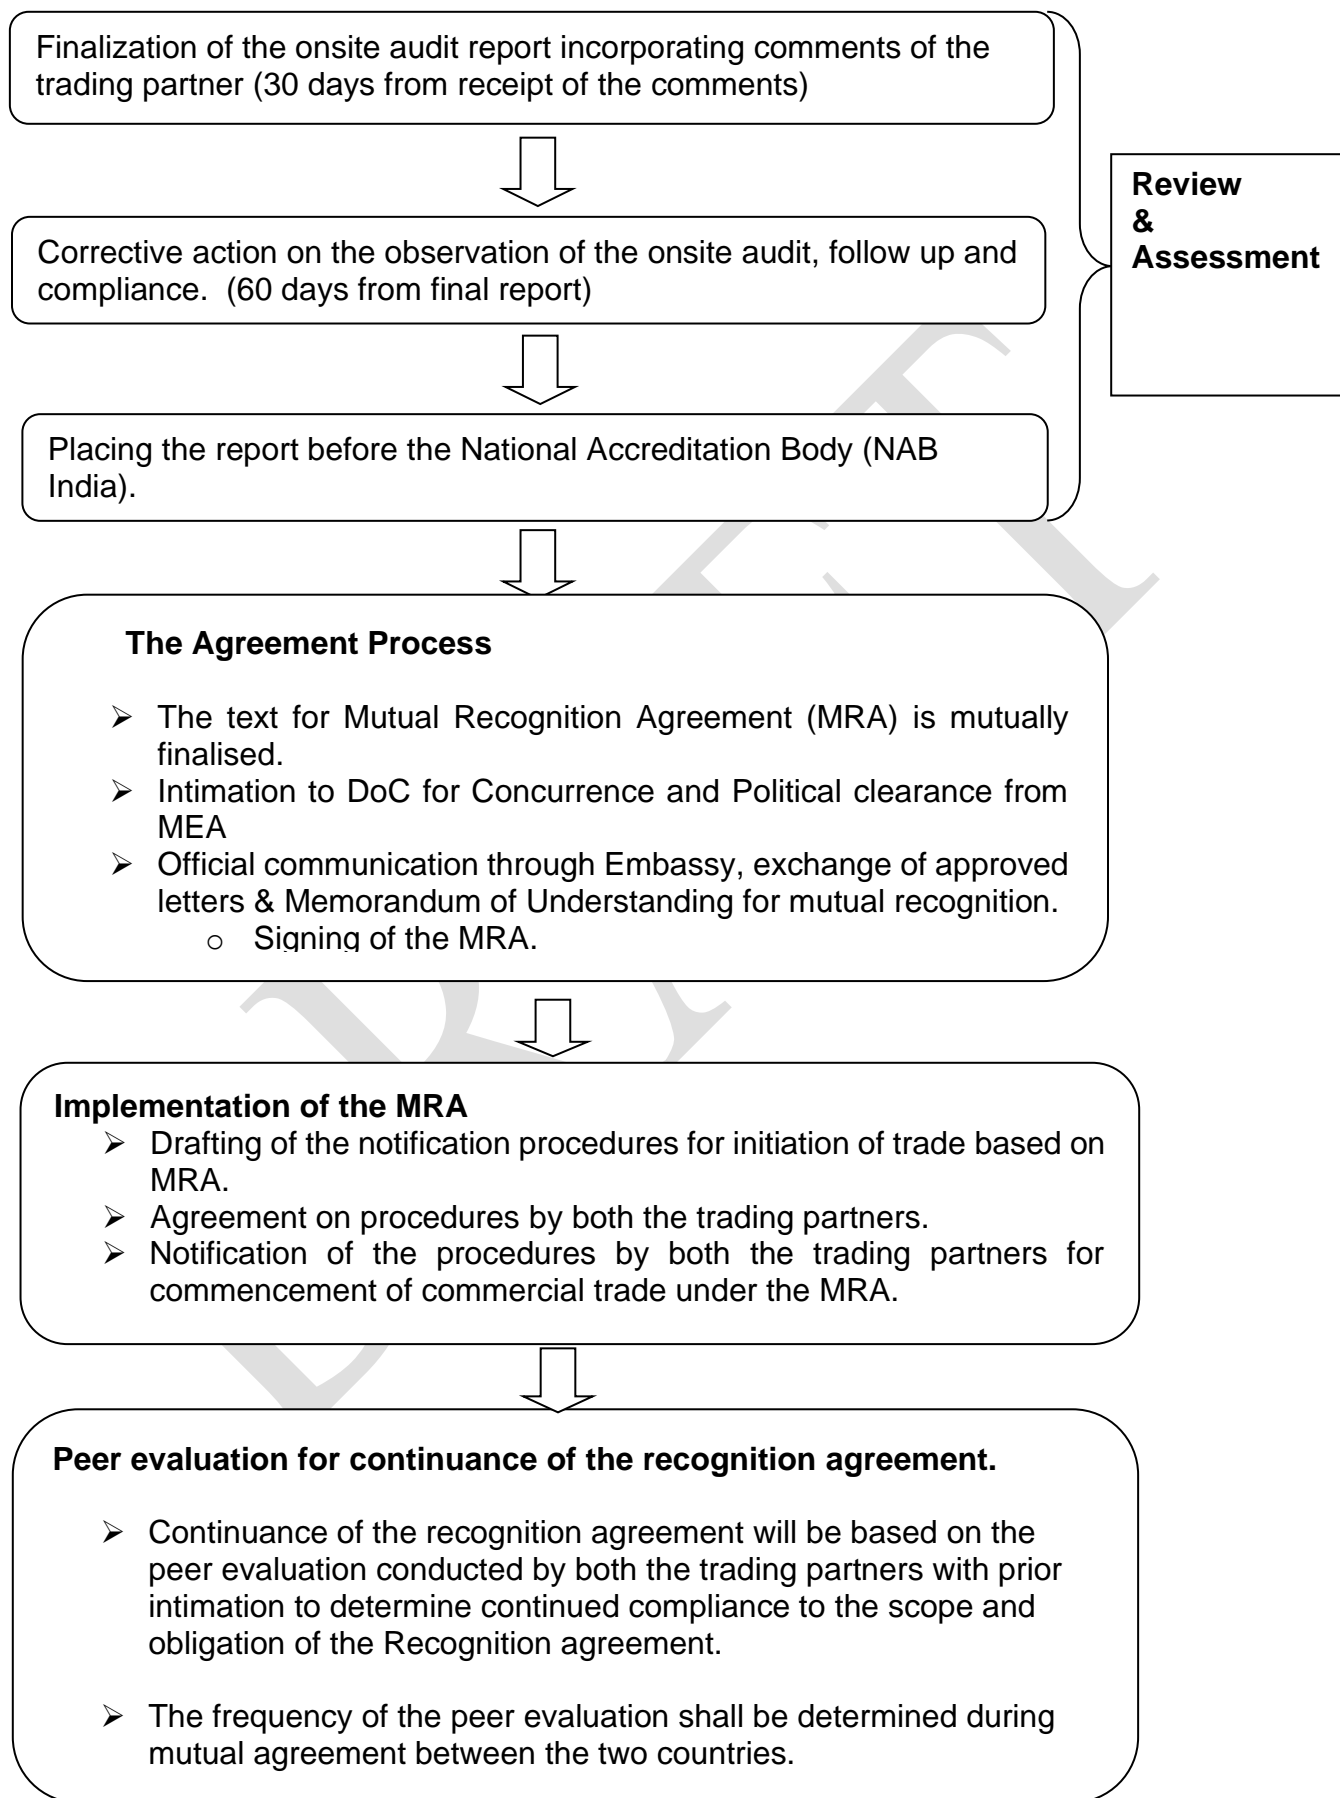 Finalization of the onsite audit report incorporating comments of the
trading partner (30 days from receipt of the comments)
Review
&
Assessment
Corrective action on the observation of the onsite audit, follow up and
compliance.  (60 days from final report)
Placing the report before the National Accreditation Body (NAB
India).
The Agreement Process
➢ The text for Mutual Recognition Agreement (MRA) is mutually
finalised.
➢ Intimation to DoC for Concurrence and Political clearance from
MEA
➢ Official communication through Embassy, exchange of approved
letters & Memorandum of Understanding for mutual recognition.
o Signing of the MRA.
Implementation of the MRA
➢ Drafting of the notification procedures for initiation of trade based on
MRA.
➢ Agreement on procedures by both the trading partners.
➢ Notification of the procedures by both the trading partners for
commencement of commercial trade under the MRA.
Peer evaluation for continuance of the recognition agreement.
➢ Continuance of the recognition agreement will be based on the
peer evaluation conducted by both the trading partners with prior
intimation to determine continued compliance to the scope and
obligation of the Recognition agreement.
➢ The frequency of the peer evaluation shall be determined during
mutual agreement between the two countries.
DRAFT